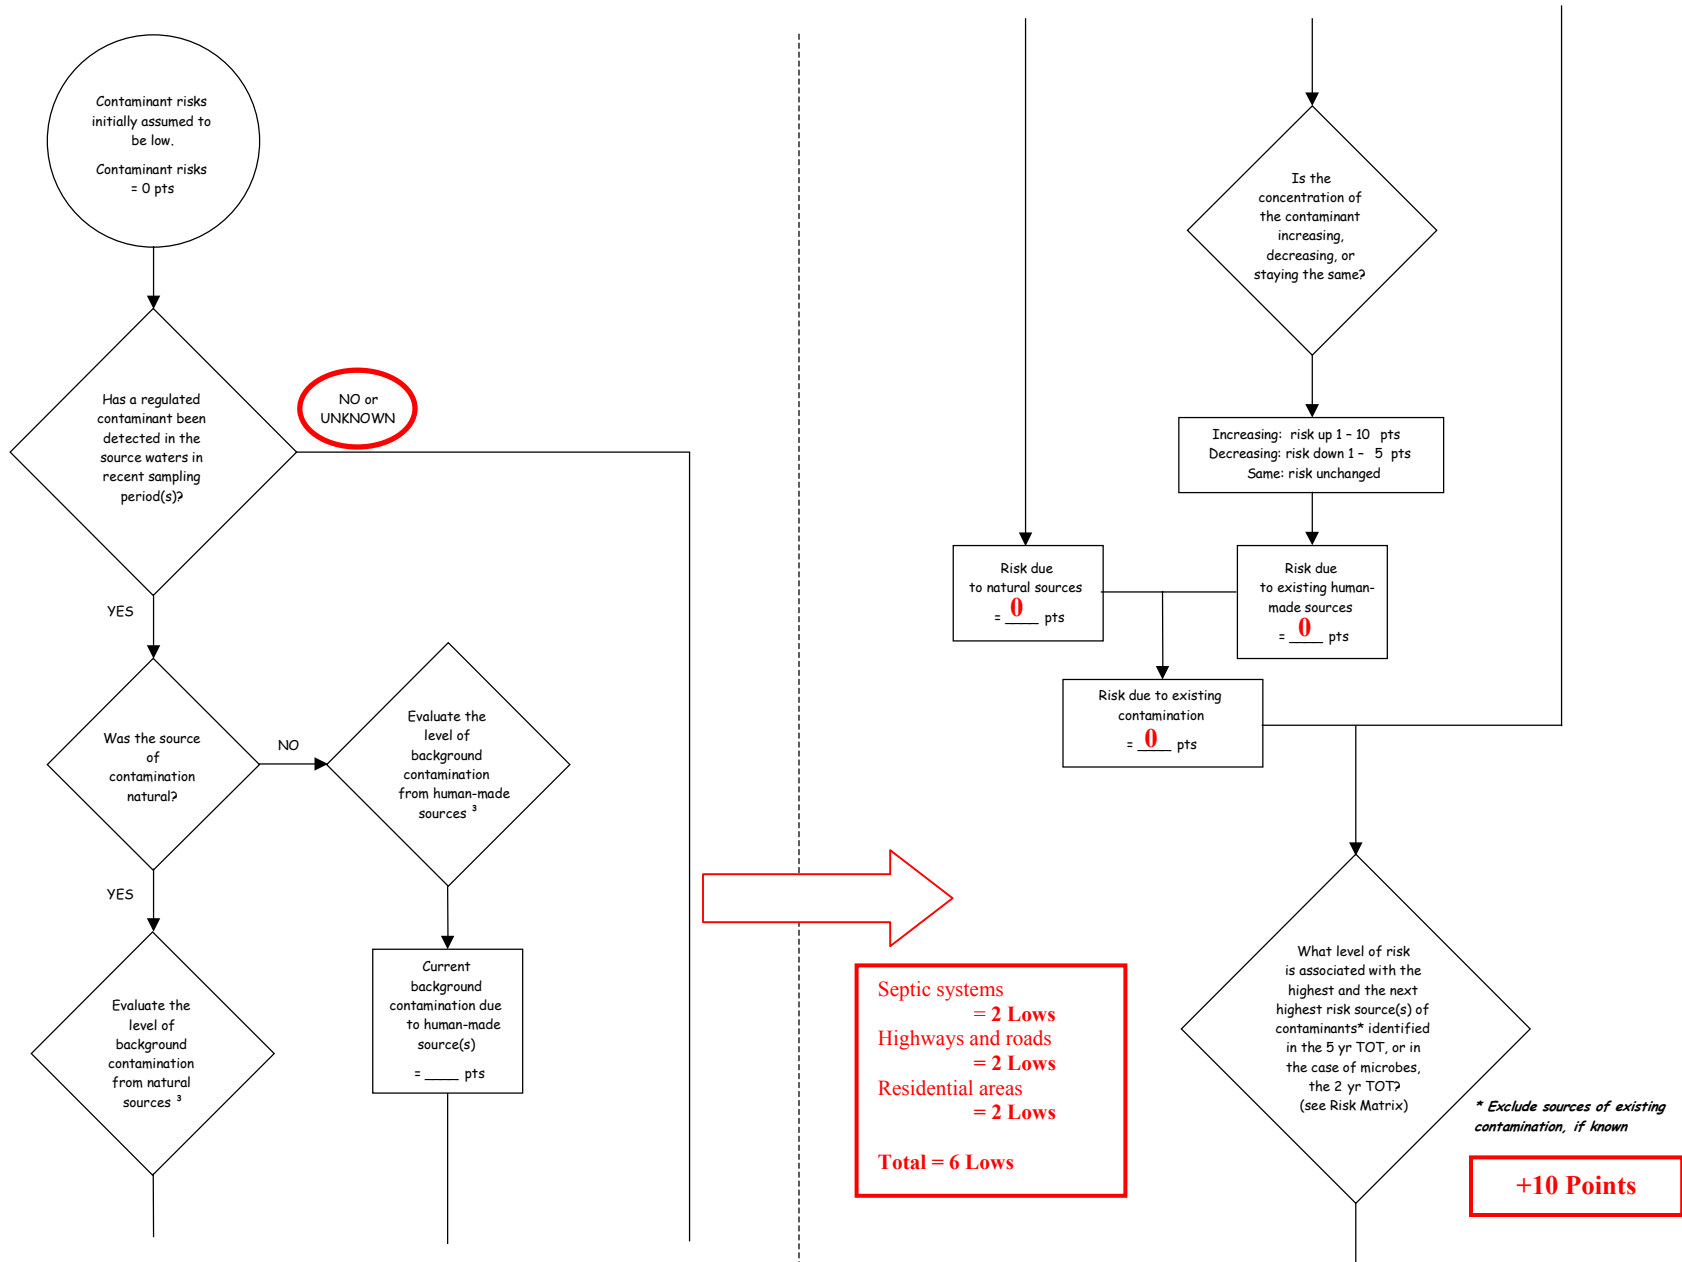 Contaminant risks
initially assumed to
be low.
Contaminant risks
= 0 pts
Has a regulated
contaminant been
detected in the
source waters in
recent sampling
period(s)?
NO or
UNKNOWN
YES
Was the source
of
contamination
natural?
NO
Evaluate the
level of
background
contamination
from human-made
sources ³
YES
Evaluate the
level of
background
contamination
from natural
sources ³
Current
background
contamination due
to human-made
source(s)
= ____ pts
Is the
concentration of
the contaminant
increasing,
decreasing, or
staying the same?
Increasing: risk up 1 – 10 pts
Decreasing: risk down 1 – 5 pts
Same: risk unchanged
Risk due
to natural sources
= 0 pts
Risk due
to existing human-
made sources
= 0 pts
Risk due to existing
contamination
= 0 pts
Septic systems
= 2 Lows
Highways and roads
= 2 Lows
Residential areas
= 2 Lows
Total = 6 Lows
What level of risk
is associated with the
highest and the next
highest risk source(s) of
contaminants* identified
in the 5 yr TOT, or in
the case of microbes,
the 2 yr TOT?
(see Risk Matrix)
* Exclude sources of existing
contamination, if known
+10 Points